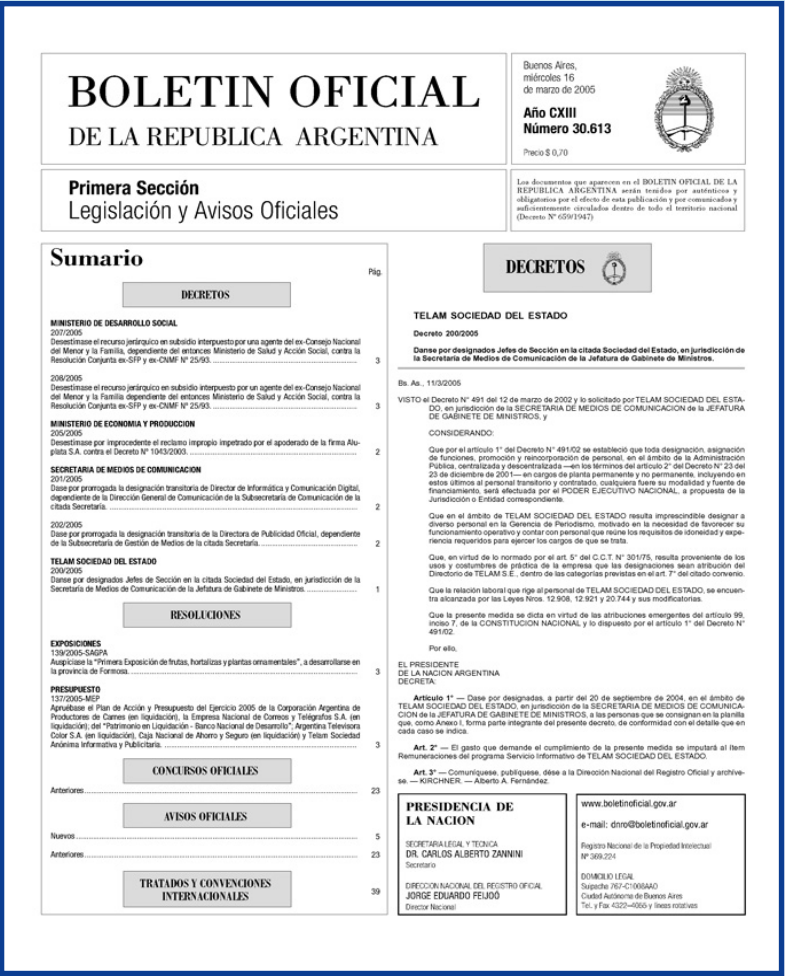 BOLETIN OFICIAL
DE LA REPUBLICA ARGENTINA
Buenos Aires,
miércoles 16
de marzo de 2005
Año CXIII
Número 30.613
Precio $ 0,70
Primera Sección
Legislación y Avisos Oficiales
Los documentos que aparecen en el BOLETIN OFICIAL DE LA
REPUBLICA ARGENTINA serán tenidos por auténticos y
obligatorios por el efecto de esta publicación y por comunicados y
suficientemente circulados dentro de todo el territorio nacional
(Decreto Nº 659/1947)
Sumario
Pág.
DECRETOS
MINISTERIO DE DESARROLLO SOCIAL
207/2005
Desestímase el recurso jerárquico en subsidio interpuesto por una agente del ex-Consejo Nacional
del Menor y la Familia, dependiente del entonces Ministerio de Salud y Acción Social, contra la
Resolución Conjunta ex-SFP y ex-CNMF Nº 25/93. ........ 3
208/2005
Desestímase el recurso jerárquico en subsidio interpuesto por un agente del ex-Consejo Nacional
del Menor y la Familia dependiente del entonces Ministerio de Salud y Acción Social, contra la
Resolución Conjunta ex-SFP y ex-CNMF Nº 25/93. ........ 3
MINISTERIO DE ECONOMIA Y PRODUCCION
205/2005
Desestímase por improcedente el reclamo impropio impetrado por el apoderado de la firma Alu-
plata S.A. contra el Decreto Nº 1043/2003. ........ 2
SECRETARIA DE MEDIOS DE COMUNICACION
201/2005
Dase por prorrogada la designación transitoria de Director de Informática y Comunicación Digital,
dependiente de la Dirección General de Comunicación de la Subsecretaría de Comunicación de la
citada Secretaría. ........ 2
202/2005
Dase por prorrogada la designación transitoria de la Directora de Publicidad Oficial, dependiente
de la Subsecretaría de Gestión de Medios de la citada Secretaría. ........ 2
TELAM SOCIEDAD DEL ESTADO
200/2005
Danse por designados Jefes de Sección en la citada Sociedad del Estado, en jurisdicción de la
Secretaría de Medios de Comunicación de la Jefatura de Gabinete de Ministros. ........ 1
RESOLUCIONES
EXPOSICIONES
139/2005-SAGPA
Auspíciase la "Primera Exposición de frutas, hortalizas y plantas ornamentales", a desarrollarse en
la provincia de Formosa. ........ 3
PRESUPUESTO
137/2005-MEP
Apruébase el Plan de Acción y Presupuesto del Ejercicio 2005 de la Corporación Argentina de
Productores de Carnes (en liquidación), la Empresa Nacional de Correos y Telégrafos S.A. (en
liquidación); del "Patrimonio en Liquidación - Banco Nacional de Desarrollo"; Argentina Televisora
Color S.A. (en liquidación), Caja Nacional de Ahorro y Seguro (en liquidación) y Telam Sociedad
Anónima Informativa y Publicitaria. ........ 3
CONCURSOS OFICIALES
Anteriores ........ 23
AVISOS OFICIALES
Nuevos ........ 5
Anteriores ........ 23
TRATADOS Y CONVENCIONES
INTERNACIONALES 39
DECRETOS
TELAM SOCIEDAD DEL ESTADO
Decreto 200/2005
Danse por designados Jefes de Sección en la citada Sociedad del Estado, en jurisdicción de
la Secretaría de Medios de Comunicación de la Jefatura de Gabinete de Ministros.
Bs. As., 11/3/2005
VISTO el Decreto N° 491 del 12 de marzo de 2002 y lo solicitado por TELAM SOCIEDAD DEL ESTA-
DO, en jurisdicción de la SECRETARIA DE MEDIOS DE COMUNICACION de la JEFATURA
DE GABINETE DE MINISTROS, y
CONSIDERANDO:
Que por el artículo 1° del Decreto N° 491/02 se estableció que toda designación, asignación
de funciones, promoción y reincorporación de personal, en el ámbito de la Administración
Pública, centralizada y descentralizada —en los términos del artículo 2° del Decreto N° 23 del
23 de diciembre de 2001— en cargos de planta permanente y no permanente, incluyendo en
estos últimos al personal transitorio y contratado, cualquiera fuere su modalidad y fuente de
financiamiento, será efectuada por el PODER EJECUTIVO NACIONAL, a propuesta de la
Jurisdicción o Entidad correspondiente.
Que en el ámbito de TELAM SOCIEDAD DEL ESTADO resulta imprescindible designar a
diverso personal en la Gerencia de Periodismo, motivado en la necesidad de favorecer su
funcionamiento operativo y contar con personal que reúne los requisitos de idoneidad y expe-
riencia requeridos para ejercer los cargos de que se trata.
Que, en virtud de lo normado por el art. 5° del C.C.T. N° 301/75, resulta proveniente de los
usos y costumbres de práctica de la empresa que las designaciones sean atribución del
Directorio de TELAM S.E., dentro de las categorías previstas en el art. 7° del citado convenio.
Que la relación laboral que rige al personal de TELAM SOCIEDAD DEL ESTADO, se encuen-
tra alcanzada por las Leyes Nros. 12.908, 12.921 y 20.744 y sus modificatorias.
Que la presente medida se dicta en virtud de las atribuciones emergentes del artículo 99,
inciso 7, de la CONSTITUCION NACIONAL y lo dispuesto por el artículo 1° del Decreto N°
491/02.
Por ello,
EL PRESIDENTE
DE LA NACION ARGENTINA
DECRETA:
Artículo 1° — Dase por designadas, a partir del 20 de septiembre de 2004, en el ámbito de
TELAM SOCIEDAD DEL ESTADO, en jurisdicción de la SECRETARIA DE MEDIOS DE COMUNICA-
CION de la JEFATURA DE GABINETE DE MINISTROS, a las personas que se consignan en la planilla
que, como Anexo I, forma parte integrante del presente decreto, de conformidad con el detalle que en
cada caso se indica.
Art. 2° — El gasto que demande el cumplimiento de la presente medida se imputará al ítem
Remuneraciones del programa Servicio Informativo de TELAM SOCIEDAD DEL ESTADO.
Art. 3° — Comuníquese, publíquese, dése a la Dirección Nacional del Registro Oficial y archíve-
se. — KIRCHNER. — Alberto A. Fernández.
PRESIDENCIA DE
LA NACION
SECRETARIA LEGAL Y TECNICA
DR. CARLOS ALBERTO ZANNINI
Secretario
DIRECCION NACIONAL DEL REGISTRO OFICIAL
JORGE EDUARDO FEIJOÓ
Director Nacional
www.boletinoficial.gov.ar
e-mail: dnro@boletinoficial.gov.ar
Registro Nacional de la Propiedad Intelectual
Nº 369.224
DOMICILIO LEGAL
Suipacha 767-C1008AAO
Ciudad Autónoma de Buenos Aires
Tel. y Fax 4322-4055 y líneas rotativas